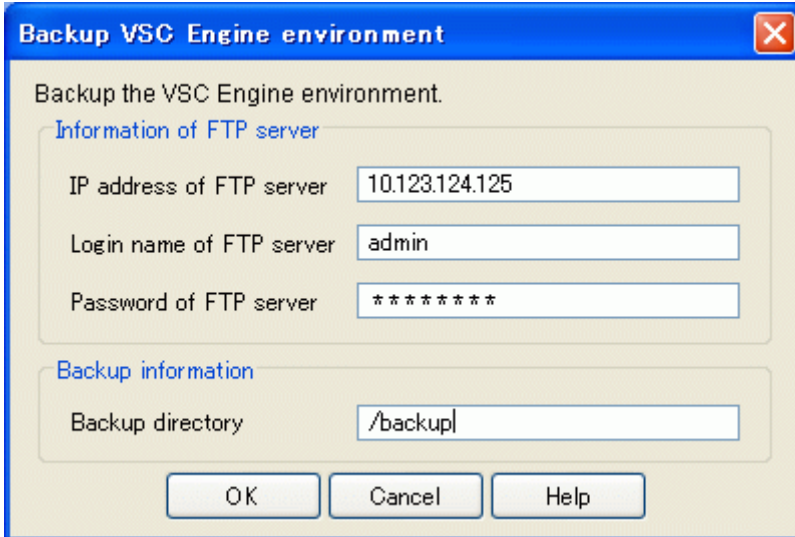 Backup VSC Engine environment
Backup the VSC Engine environment.
Information of FTP server
IP address of FTP server 10.123.124.125
Login name of FTP server admin
Password of FTP server ********
Backup information
Backup directory /backup
OK Cancel Help